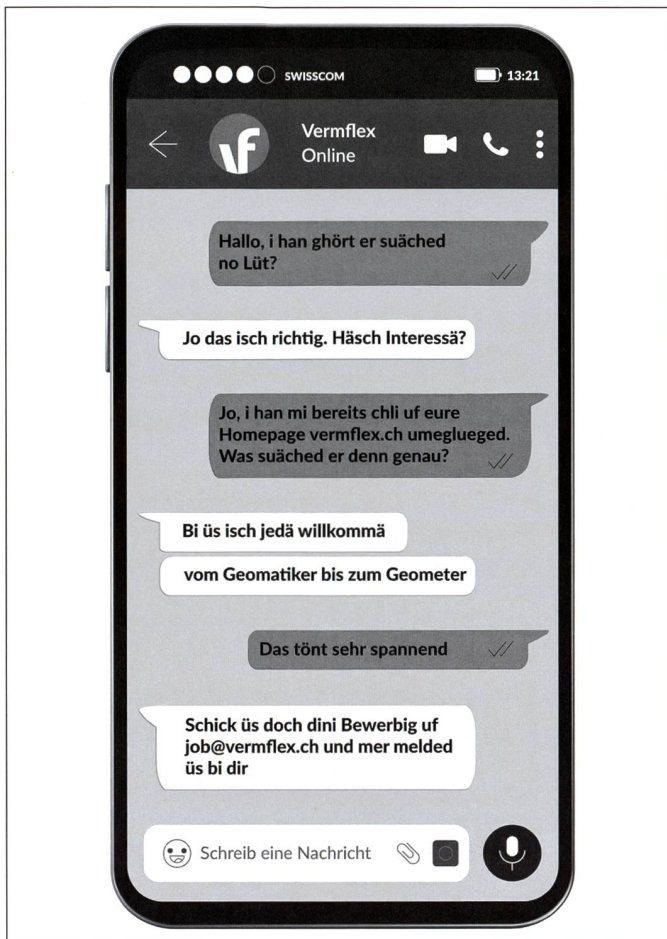 SWISSCOM
13:21
Vermflex
Online
Hallo, i han ghört er suäched
no Lüt?
Jo das isch richtig. Häsch Interessä?
Jo, i han mi bereits chli uf eure
Homepage vermflex.ch umeglueged.
Was suäched er denn genau?
Bi üs isch jedä willkommä
vom Geomatiker bis zum Geometer
Das tönt sehr spannend
Schick üs doch dini Bewerbig uf
job@vermflex.ch und mer melded
üs bi dir
Schreib eine Nachricht